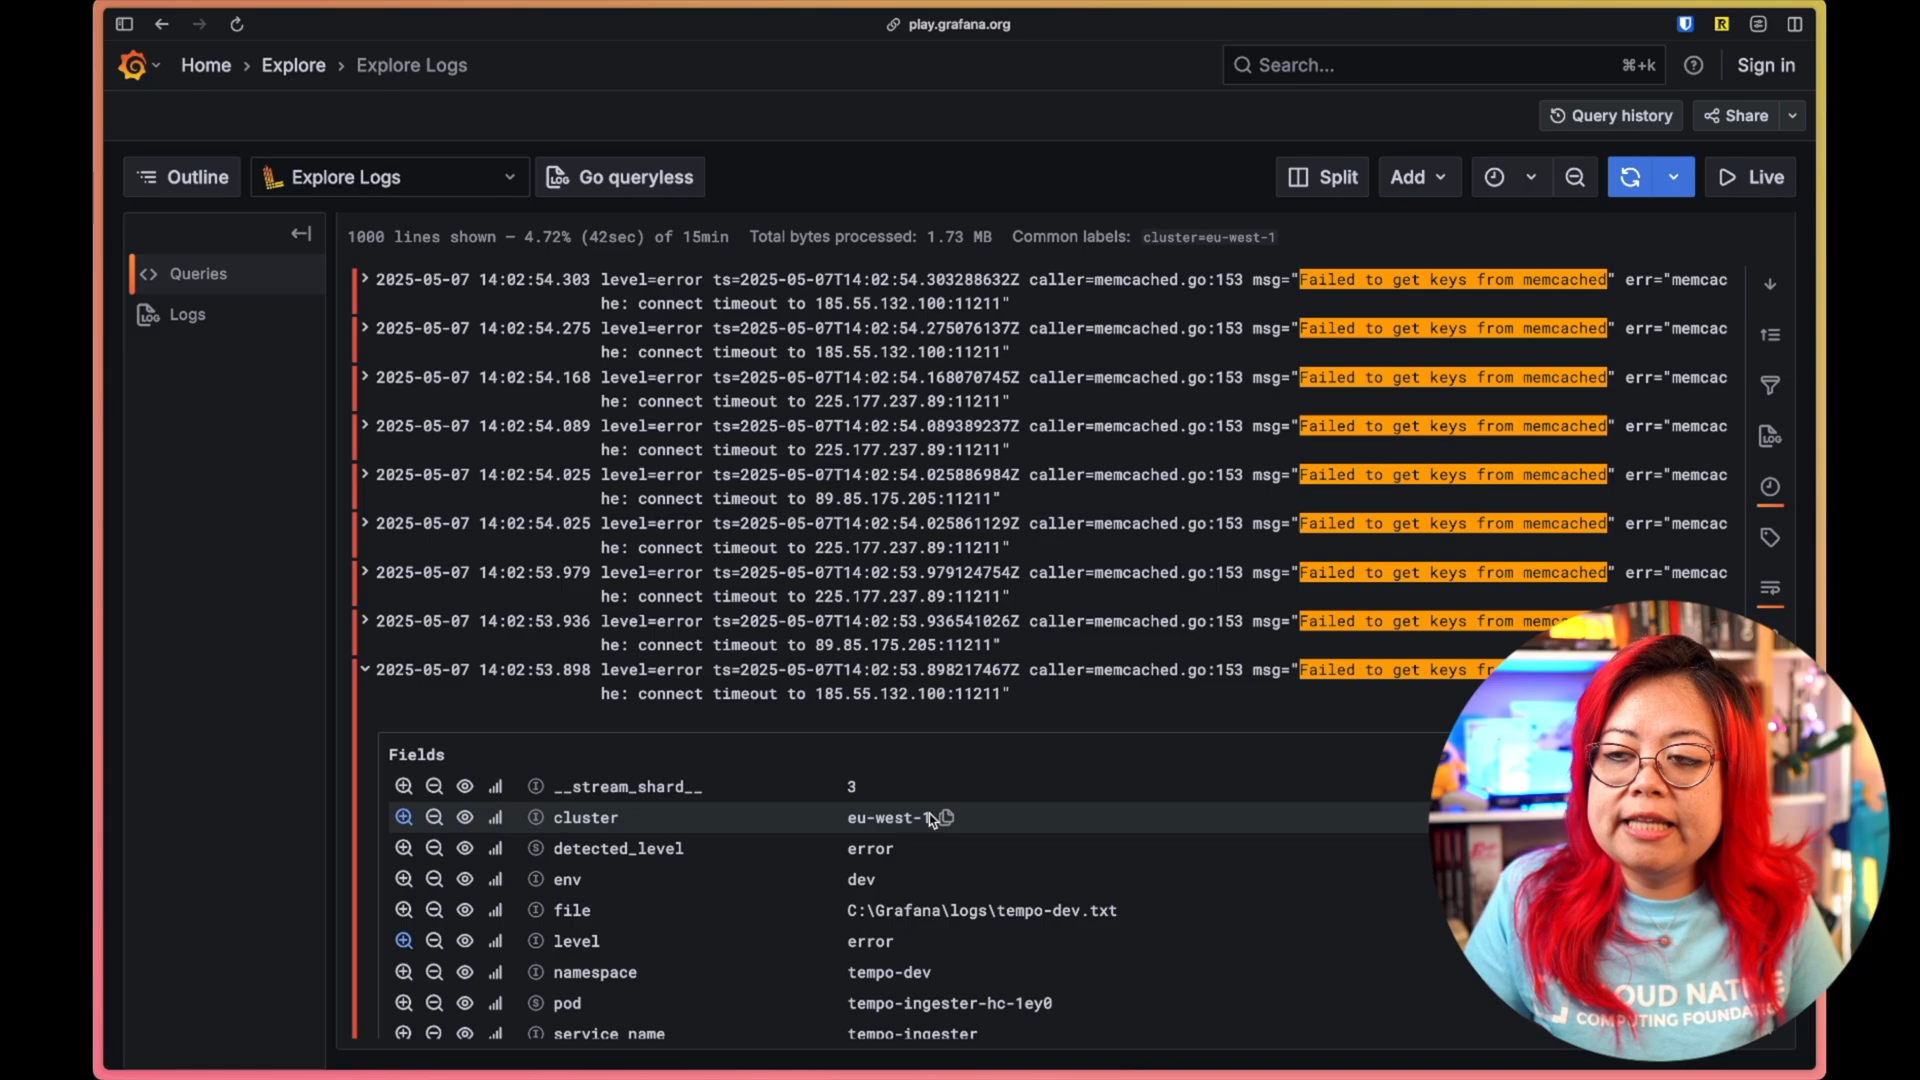 play.grafana.org
Home › Explore › Explore Logs
Search... ⌘+k
Sign in
Query history
Share
Outline
Explore Logs
Go queryless
Split
Add
Live
Queries
Logs
1000 lines shown — 4.72% (42sec) of 15min Total bytes processed: 1.73 MB Common labels: cluster=eu-west-1
2025-05-07 14:02:54.303 level=error ts=2025-05-07T14:02:54.303288632Z caller=memcached.go:153 msg="Failed to get keys from memcached" err="memcac
he: connect timeout to 185.55.132.100:11211"
2025-05-07 14:02:54.275 level=error ts=2025-05-07T14:02:54.275076137Z caller=memcached.go:153 msg="Failed to get keys from memcached" err="memcac
he: connect timeout to 185.55.132.100:11211"
2025-05-07 14:02:54.168 level=error ts=2025-05-07T14:02:54.168070745Z caller=memcached.go:153 msg="Failed to get keys from memcached" err="memcac
he: connect timeout to 225.177.237.89:11211"
2025-05-07 14:02:54.089 level=error ts=2025-05-07T14:02:54.089389237Z caller=memcached.go:153 msg="Failed to get keys from memcached" err="memcac
he: connect timeout to 225.177.237.89:11211"
2025-05-07 14:02:54.025 level=error ts=2025-05-07T14:02:54.025886984Z caller=memcached.go:153 msg="Failed to get keys from memcached" err="memcac
he: connect timeout to 89.85.175.205:11211"
2025-05-07 14:02:54.025 level=error ts=2025-05-07T14:02:54.025861129Z caller=memcached.go:153 msg="Failed to get keys from memcached" err="memcac
he: connect timeout to 225.177.237.89:11211"
2025-05-07 14:02:53.979 level=error ts=2025-05-07T14:02:53.979124754Z caller=memcached.go:153 msg="Failed to get keys from memcached" err="memcac
he: connect timeout to 225.177.237.89:11211"
2025-05-07 14:02:53.936 level=error ts=2025-05-07T14:02:53.936541026Z caller=memcached.go:153 msg="Failed to get keys from memc
he: connect timeout to 89.85.175.205:11211"
2025-05-07 14:02:53.898 level=error ts=2025-05-07T14:02:53.898217467Z caller=memcached.go:153 msg="Failed to get keys fr
he: connect timeout to 185.55.132.100:11211"
Fields
__stream_shard__ 3
cluster eu-west-1
detected_level error
env dev
file C:\Grafana\logs\tempo-dev.txt
level error
namespace tempo-dev
pod tempo-ingester-hc-1ey0
service_name tempo-ingester
LOUD NATIVE
COMPUTING FOUNDA